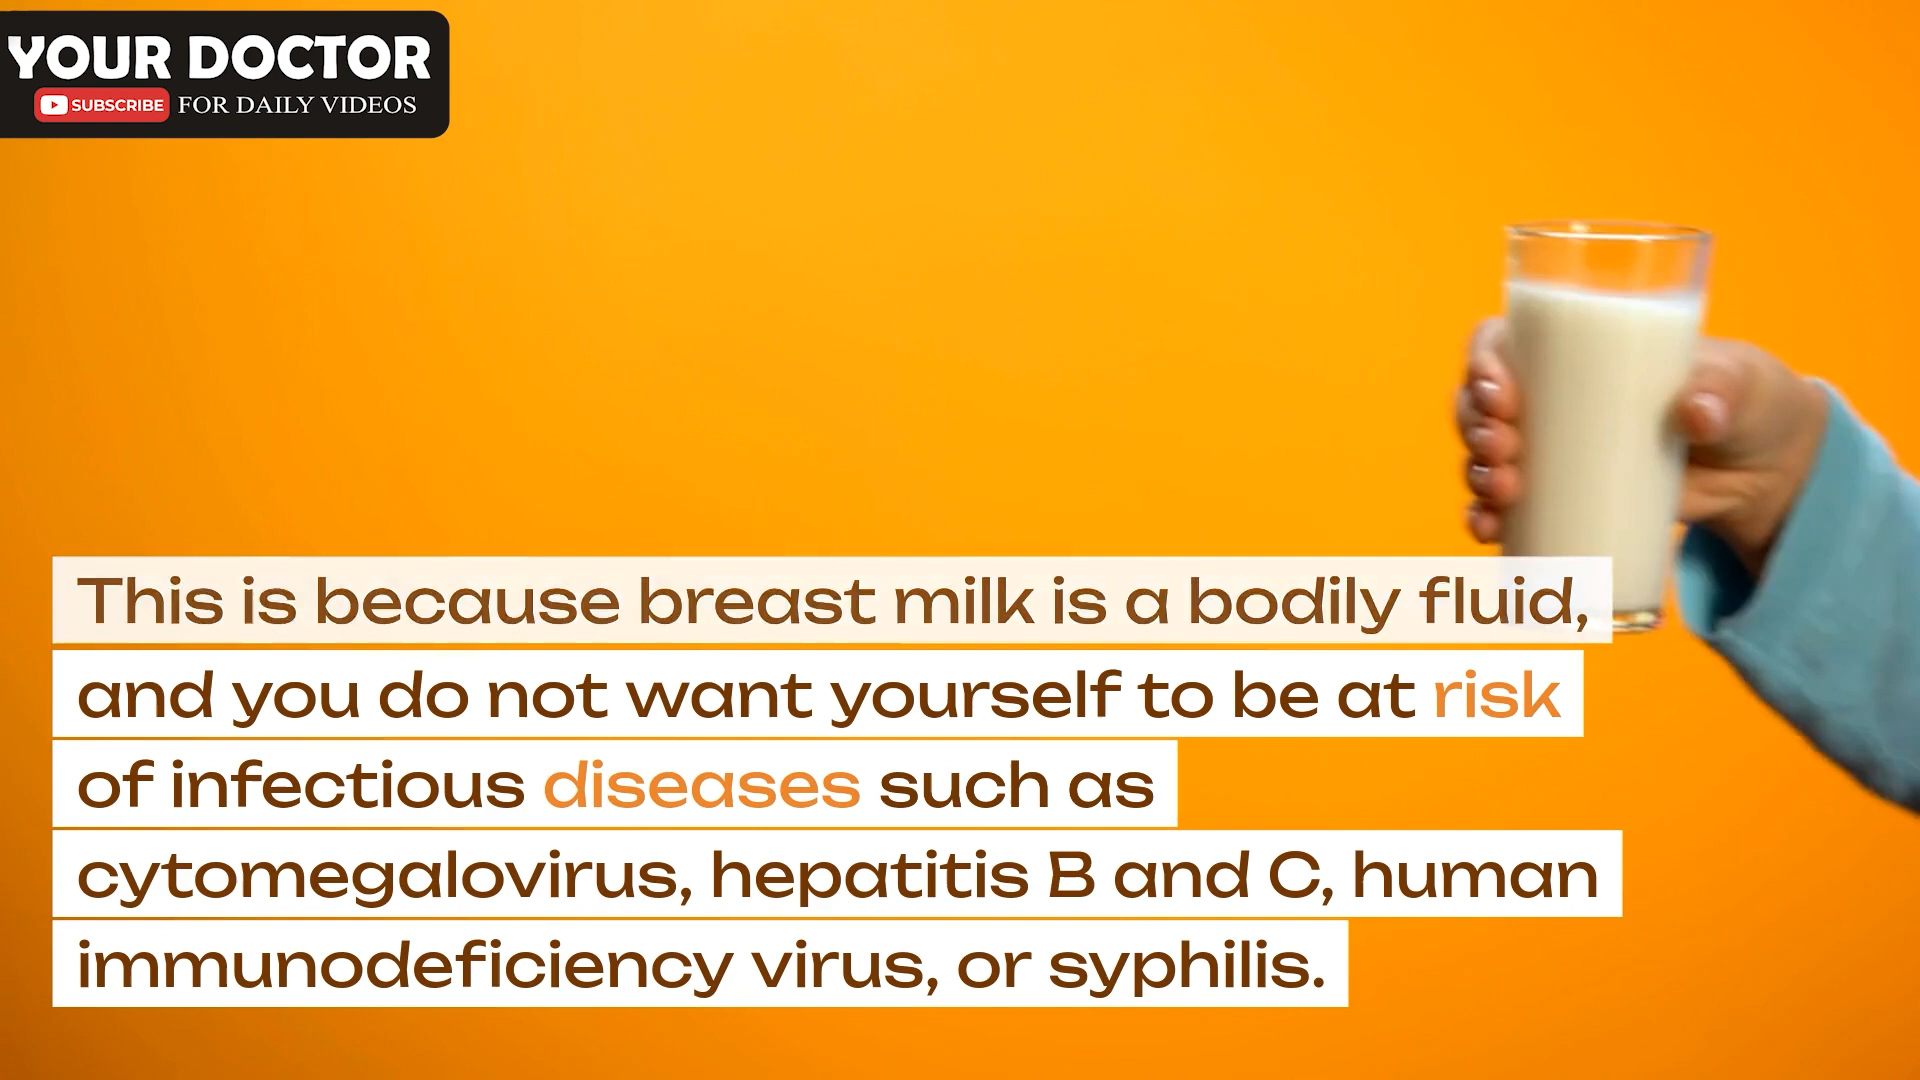 YOUR DOCTOR
SUBSCRIBE FOR DAILY VIDEOS
This is because breast milk is a bodily fluid,
and you do not want yourself to be at risk
of infectious diseases such as
cytomegalovirus, hepatitis B and C, human
immunodeficiency virus, or syphilis.